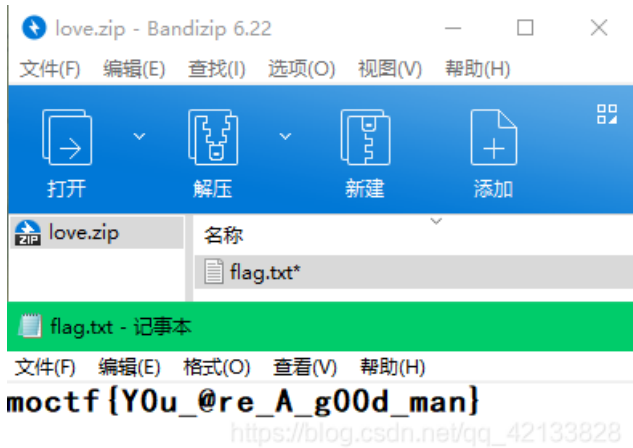 love.zip - Bandizip 6.22
文件(F) 编辑(E) 查找(I) 选项(O) 视图(V) 帮助(H)
打开 解压 新建 添加
love.zip 名称
flag.txt*
flag.txt - 记事本
文件(F) 编辑(E) 格式(O) 查看(V) 帮助(H)
moctf{Y0u_@re_A_g00d_man}
https://blog.csdn.net/qq_42133828